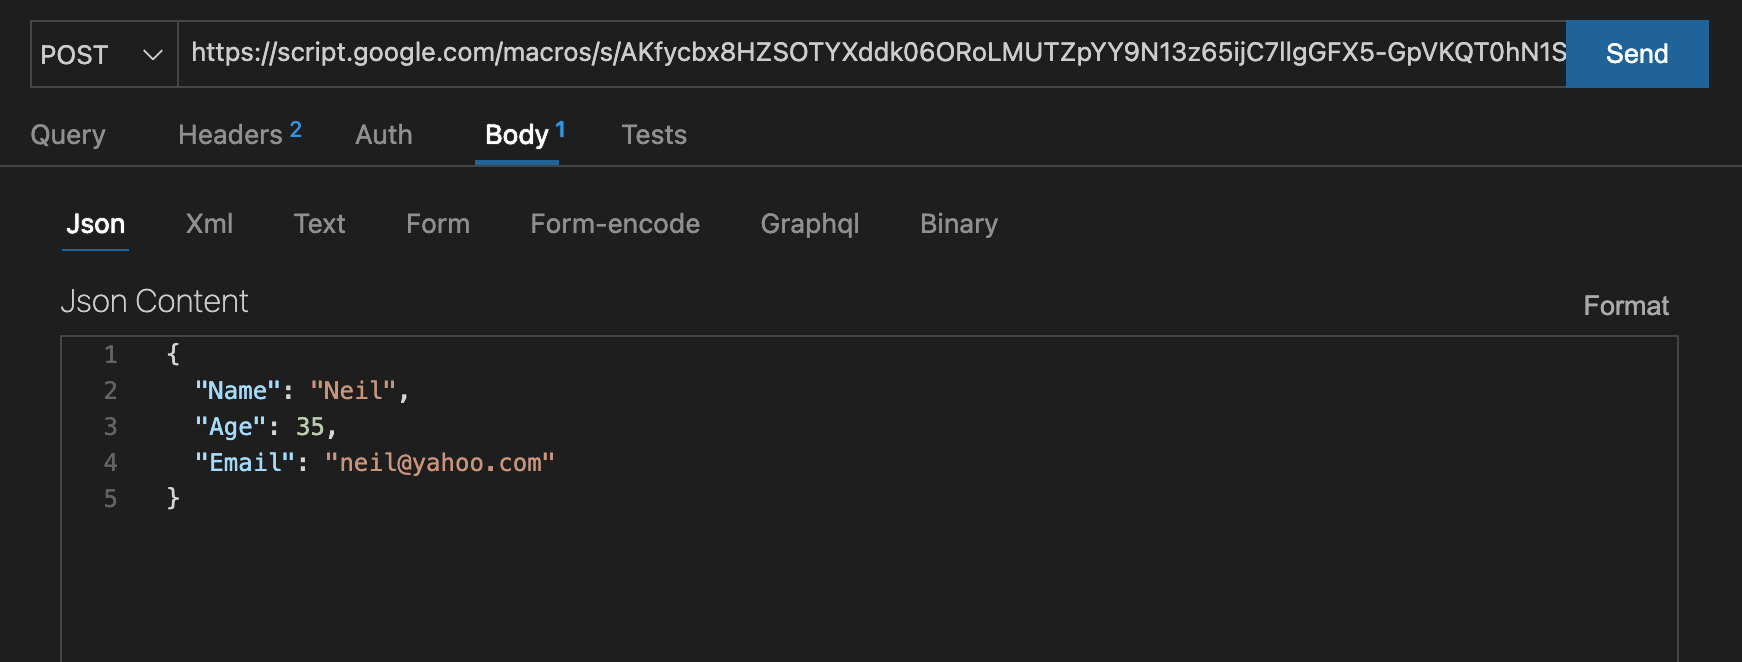 POST https://script.google.com/macros/s/AKfycbx8HZSOTYXddk06ORoLMUTZpYY9N13z65ijC7llgGFX5-GpVKQT0hN1S Send
Query Headers 2 Auth Body 1 Tests
Json Xml Text Form Form-encode Graphql Binary
Json Content Format
1 {
2 "Name": "Neil",
3 "Age": 35,
4 "Email": "neil@yahoo.com"
5 }